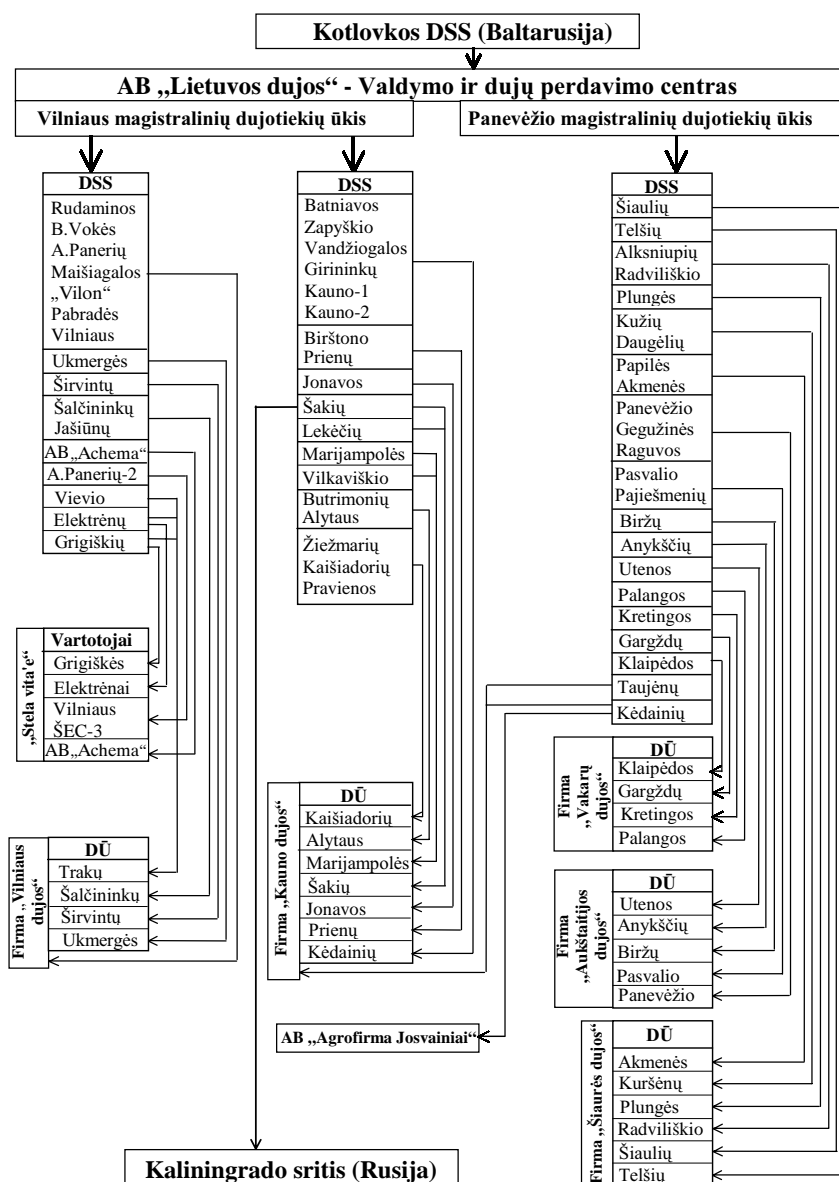 Kotlovkos DSS (Baltarusija)
AB „Lietuvos dujos“ - Valdymo ir dujų perdavimo centras
Vilniaus magistralinių dujotiekių ūkis
Panevėžio magistralinių dujotiekių ūkis
DSS
Rudaminos
B.Vokės
A.Panerių
Maišiagalos
„Vilon“
Pabradės
Vilniaus
Ukmergės
Širvintų
Šalčininkų
Jašiūnų
AB„Achema“
A.Panerių-2
Vievio
Elektrėnų
Grigiškių
DSS
Batniavos
Zapyškio
Vandžiogalos
Girininkų
Kauno-1
Kauno-2
Birštono
Prienų
Jonavos
Šakių
Lekėčių
Marijampolės
Vilkaviškio
Butrimonių
Alytaus
Žiežmarių
Kaišiadorių
Pravienos
DSS
Šiaulių
Telšių
Alksniupių
Radviliškio
Plungės
Kužių
Daugėlių
Papilės
Akmenės
Panevėžio
Gegužinės
Raguvos
Pasvalio
Pajiešmenių
Biržų
Anykščių
Utenos
Palangos
Kretingos
Gargždų
Klaipėdos
Taujėnų
Kėdainių
„Stela vita'e“
Vartotojai
Grigiškės
Elektrėnai
Vilniaus
ŠEC-3
AB„Achema“
Firma „Vilniaus
dujos“
DŪ
Trakų
Šalčininkų
Širvintų
Ukmergės
Firma „Kauno dujos“
DŪ
Kaišiadorių
Alytaus
Marijampolės
Šakių
Jonavos
Prienų
Kėdainių
Firma
„Vakarų
dujos“
DŪ
Klaipėdos
Gargždų
Kretingos
Palangos
Firma
„Aukštaitijos
dujos“
DŪ
Utenos
Anykščių
Biržų
Pasvalio
Panevėžio
AB „Agrofirma Josvainiai“
Firma „Šiaurės dujos“
DŪ
Akmenės
Kuršėnų
Plungės
Radviliškio
Šiaulių
Telšių
Kaliningrado sritis (Rusija)